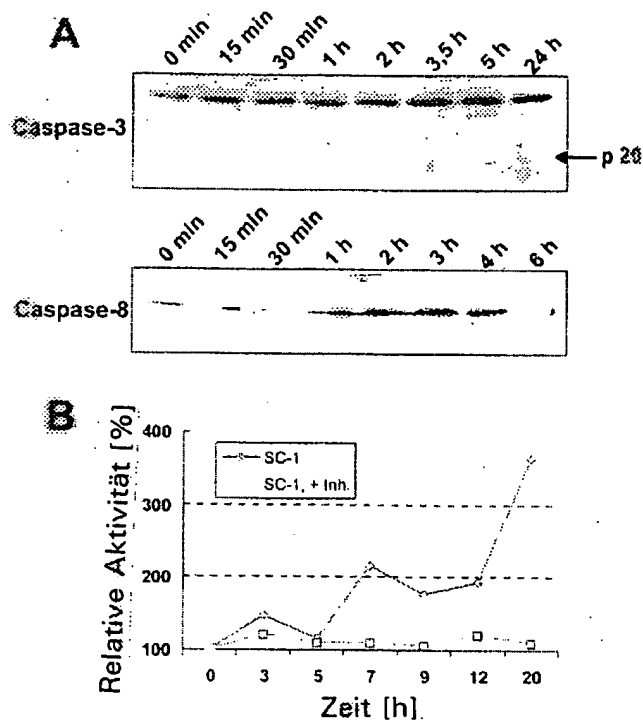 A
0 min 15 min 30 min 1 h 2 h 3,5 h 5 h 24 h
Caspase-3
p 20
0 min 15 min 30 min 1 h 2 h 3 h 4 h 6 h
Caspase-8
B
Relative Aktivität [%]
400
300
200
100
SC-1
SC-1, + Inh.
0 3 5 7 9 12 20
Zeit [h]